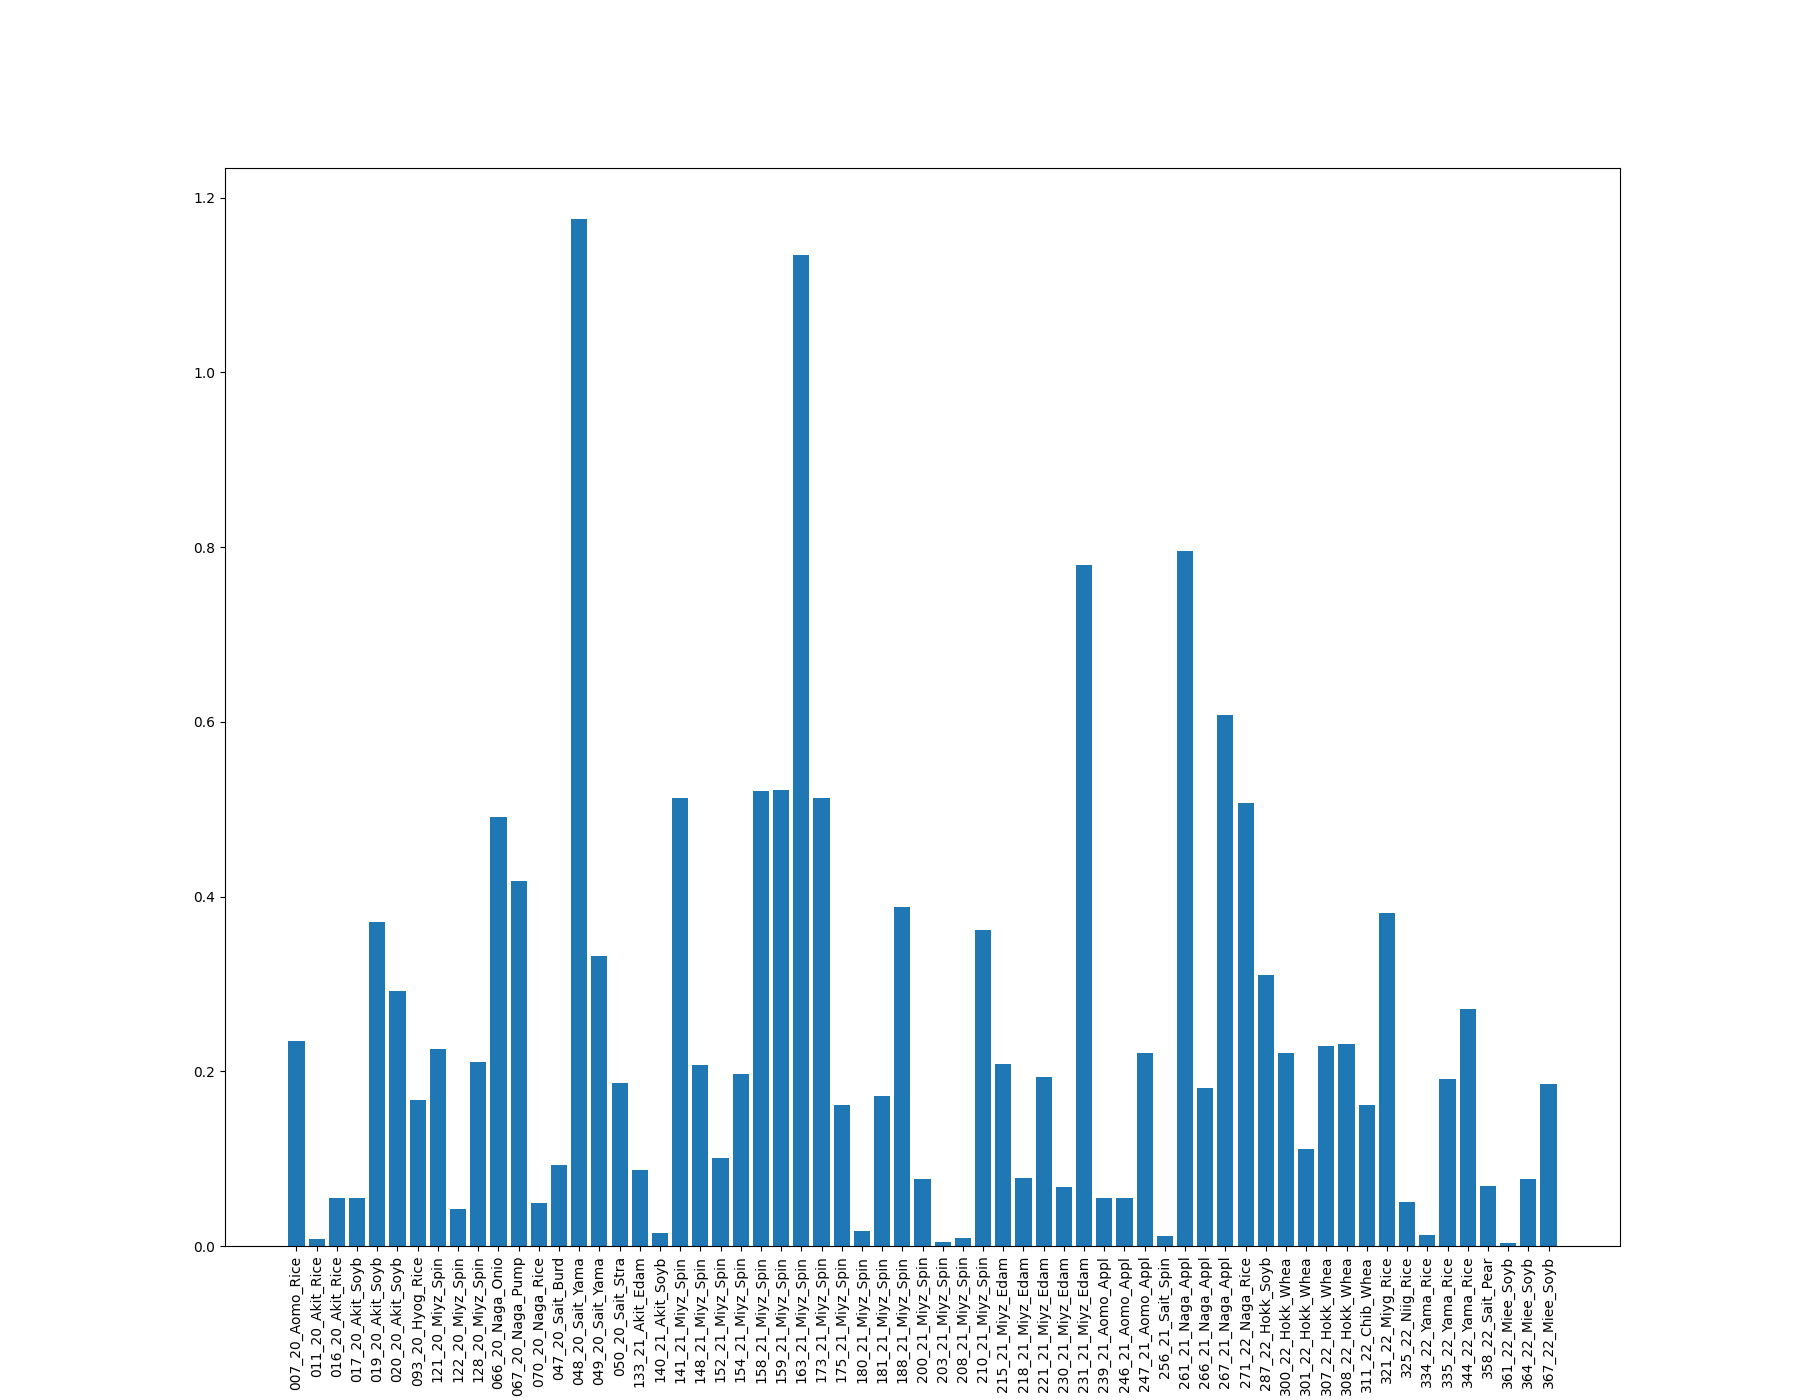 1.2
1.0
0.8
0.6
0.4
0.2
0.0
007_20_Aomo_Rice
011_20_Akit_Rice
016_20_Akit_Rice
017_20_Akit_Soyb
019_20_Akit_Soyb
020_20_Akit_Soyb
093_20_Hyog_Rice
121_20_Miyz_Spin
122_20_Miyz_Spin
128_20_Miyz_Spin
066_20_Naga_Onio
067_20_Naga_Pump
070_20_Naga_Rice
047_20_Sait_Burd
048_20_Sait_Yama
049_20_Sait_Yama
050_20_Sait_Stra
133_21_Akit_Edam
140_21_Akit_Soyb
141_21_Miyz_Spin
148_21_Miyz_Spin
152_21_Miyz_Spin
154_21_Miyz_Spin
158_21_Miyz_Spin
159_21_Miyz_Spin
163_21_Miyz_Spin
173_21_Miyz_Spin
175_21_Miyz_Spin
180_21_Miyz_Spin
181_21_Miyz_Spin
188_21_Miyz_Spin
200_21_Miyz_Spin
203_21_Miyz_Spin
208_21_Miyz_Spin
210_21_Miyz_Spin
215_21_Miyz_Edam
218_21_Miyz_Edam
221_21_Miyz_Edam
230_21_Miyz_Edam
231_21_Miyz_Edam
239_21_Aomo_Appl
246_21_Aomo_Appl
247_21_Aomo_Appl
256_21_Sait_Spin
261_21_Naga_Appl
266_21_Naga_Appl
267_21_Naga_Appl
271_22_Naga_Rice
287_22_Hokk_Soyb
300_22_Hokk_Whea
301_22_Hokk_Whea
307_22_Hokk_Whea
308_22_Hokk_Whea
311_22_Chib_Whea
321_22_Miyg_Rice
325_22_Niig_Rice
334_22_Yama_Rice
335_22_Yama_Rice
344_22_Yama_Rice
358_22_Sait_Pear
361_22_Miee_Soyb
364_22_Miee_Soyb
367_22_Miee_Soyb